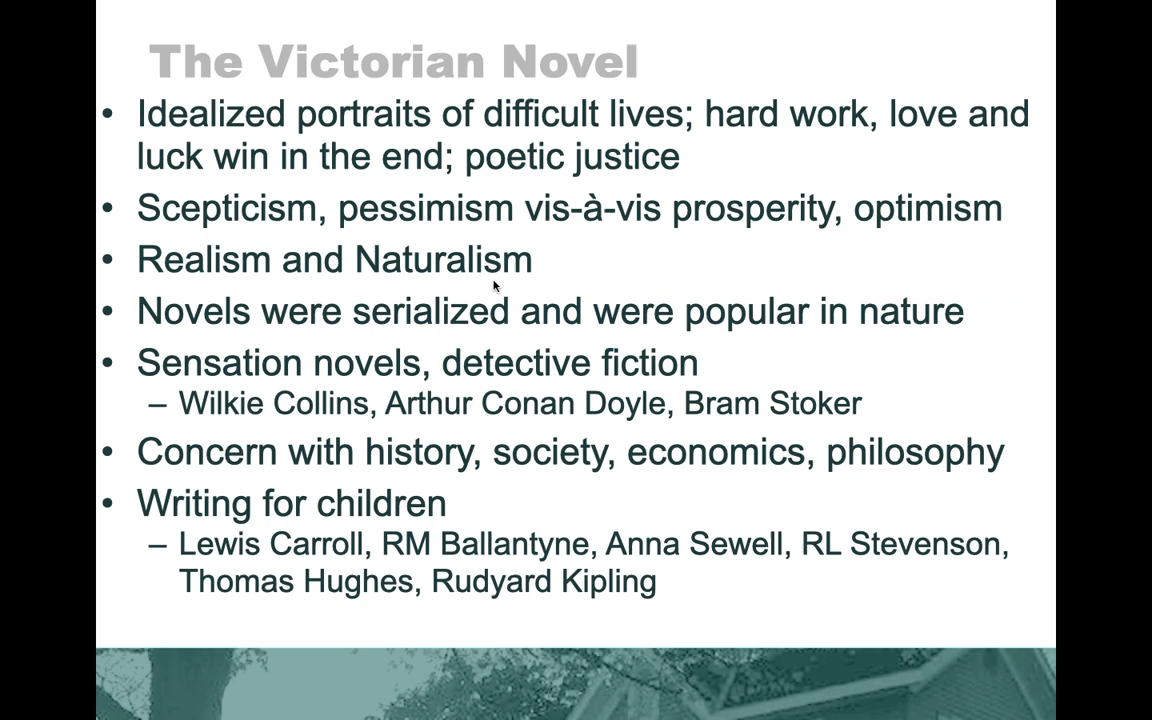 The Victorian Novel
• Idealized portraits of difficult lives; hard work, love and
luck win in the end; poetic justice
• Scepticism, pessimism vis-à-vis prosperity, optimism
• Realism and Naturalism
• Novels were serialized and were popular in nature
• Sensation novels, detective fiction
– Wilkie Collins, Arthur Conan Doyle, Bram Stoker
• Concern with history, society, economics, philosophy
• Writing for children
– Lewis Carroll, RM Ballantyne, Anna Sewell, RL Stevenson,
Thomas Hughes, Rudyard Kipling